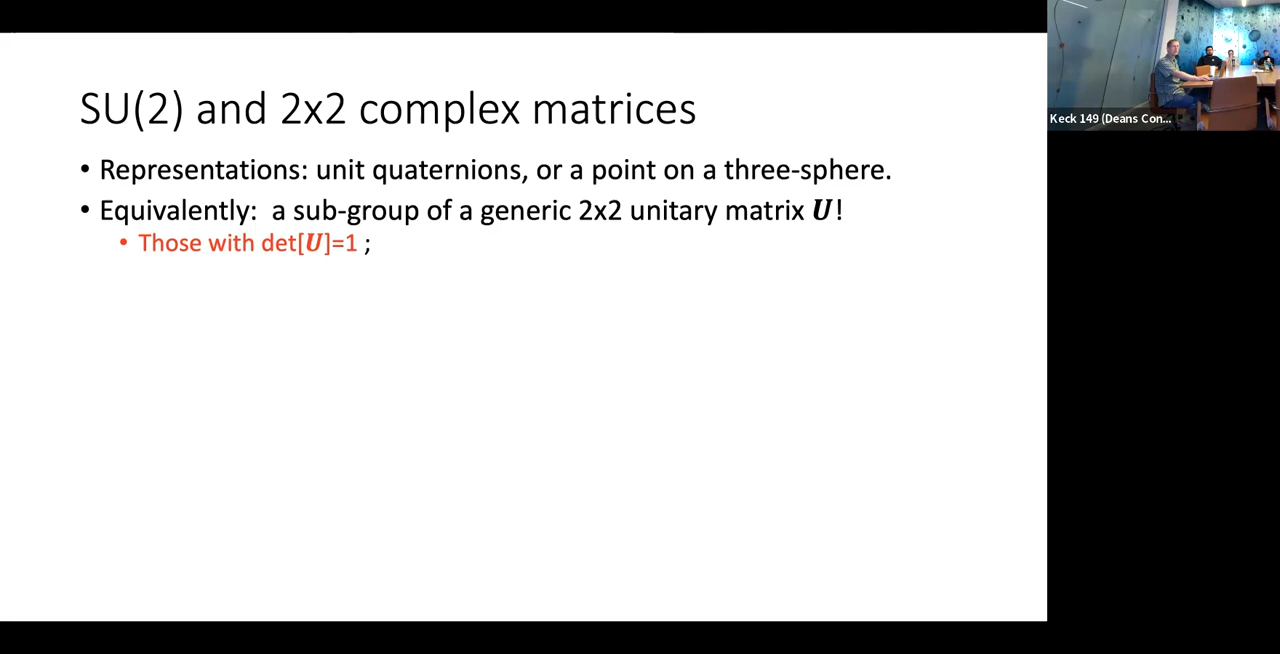 SU(2) and 2x2 complex matrices
• Representations: unit quaternions, or a point on a three-sphere.
• Equivalently: a sub-group of a generic 2x2 unitary matrix U!
• Those with det[U]=1 ;
Keck 149 (Deans Con...